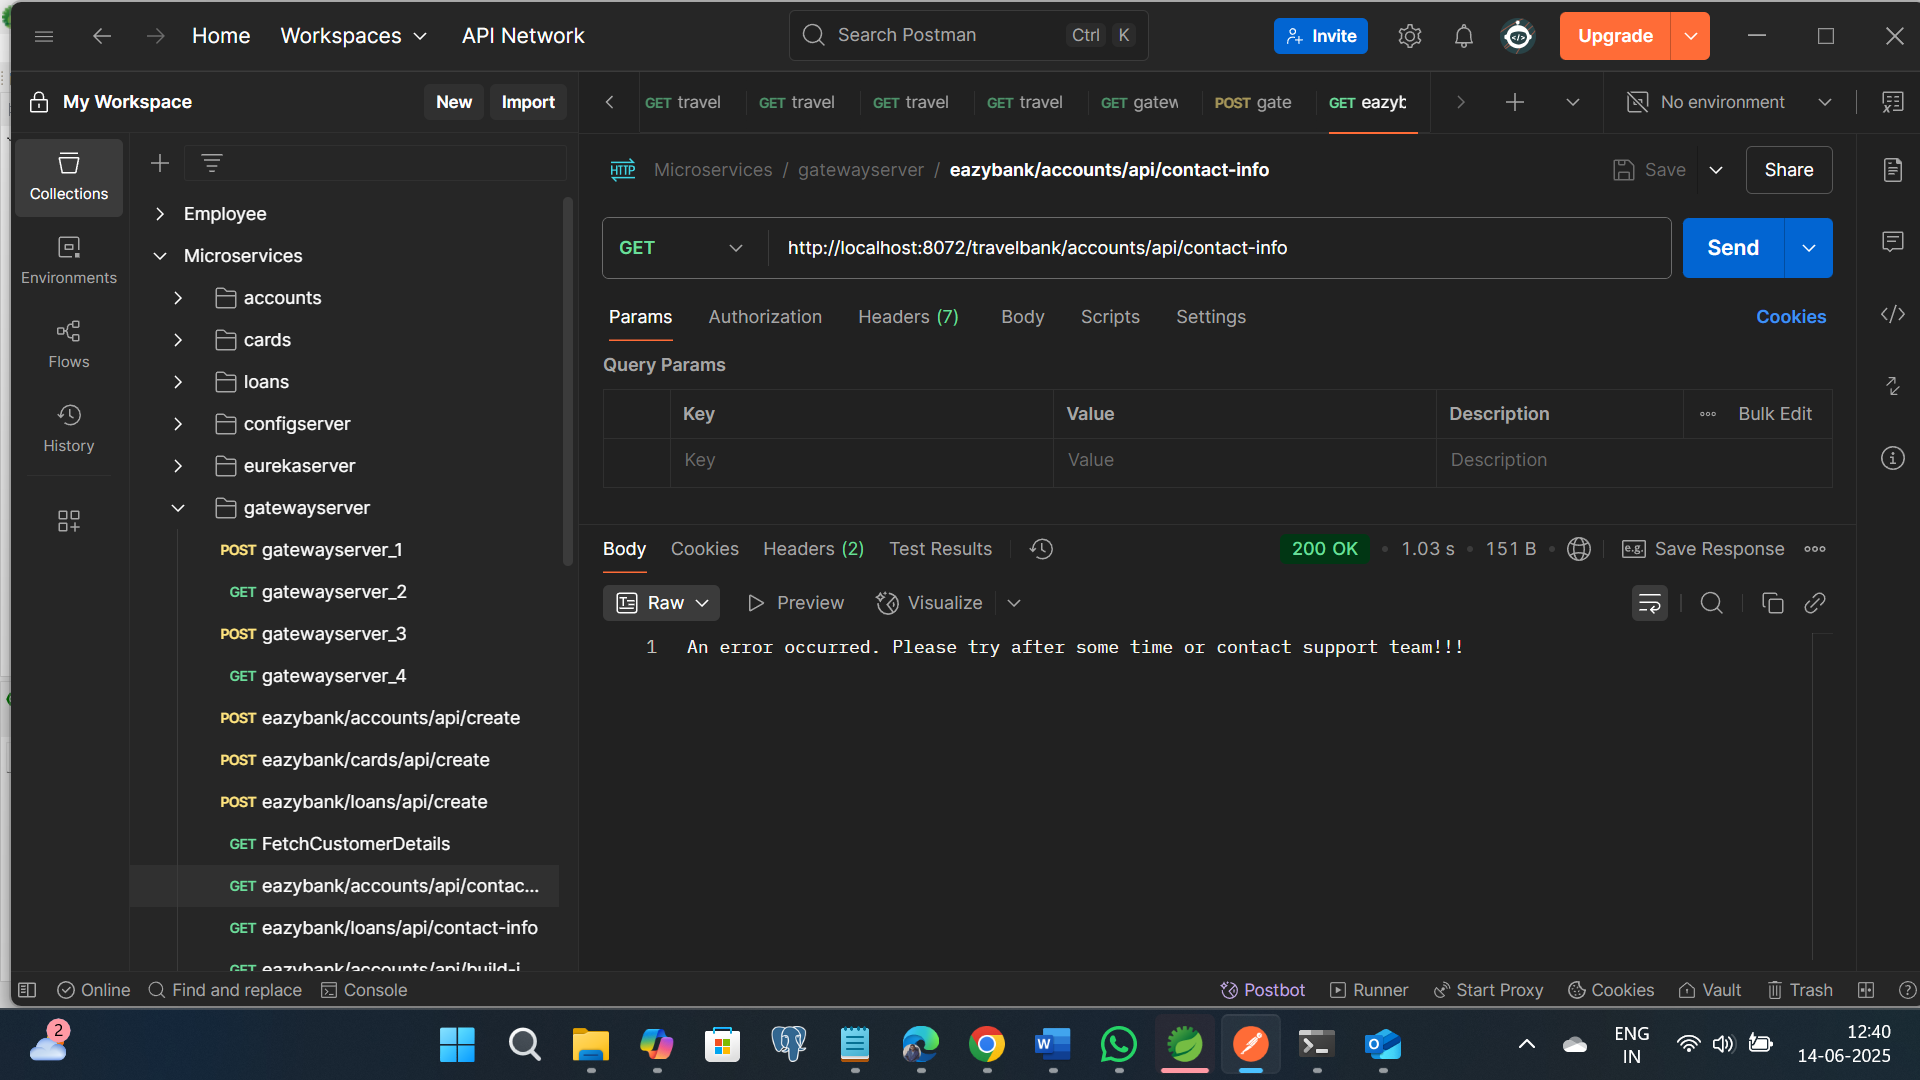 Home
Workspaces
API Network
Search Postman
Ctrl K
Invite
Upgrade
My Workspace
New
Import
GET travel
GET travel
GET travel
GET travel
GET gatew
POST gate
GET eazyb
No environment
Collections
Environments
Flows
History
Employee
Microservices
accounts
cards
loans
configserver
eurekaserver
gatewayserver
POST gatewayserver_1
GET gatewayserver_2
POST gatewayserver_3
GET gatewayserver_4
POST eazybank/accounts/api/create
POST eazybank/cards/api/create
POST eazybank/loans/api/create
GET FetchCustomerDetails
GET eazybank/accounts/api/contac...
GET eazybank/loans/api/contact-info
GET eazybank/accounts/api/build-i
HTTP Microservices / gatewayserver / eazybank/accounts/api/contact-info
Save
Share
GET
http://localhost:8072/travelbank/accounts/api/contact-info
Send
Params
Authorization
Headers (7)
Body
Scripts
Settings
Cookies
Query Params
Key Value Description Bulk Edit
Key Value Description
Body
Cookies
Headers (2)
Test Results
200 OK • 1.03 s • 151 B
e.g. Save Response
Raw
Preview
Visualize
1 An error occurred. Please try after some time or contact support team!!!
Online
Find and replace
Console
Postbot
Runner
Start Proxy
Cookies
Vault
Trash
2
ENG
IN
12:40
14-06-2025